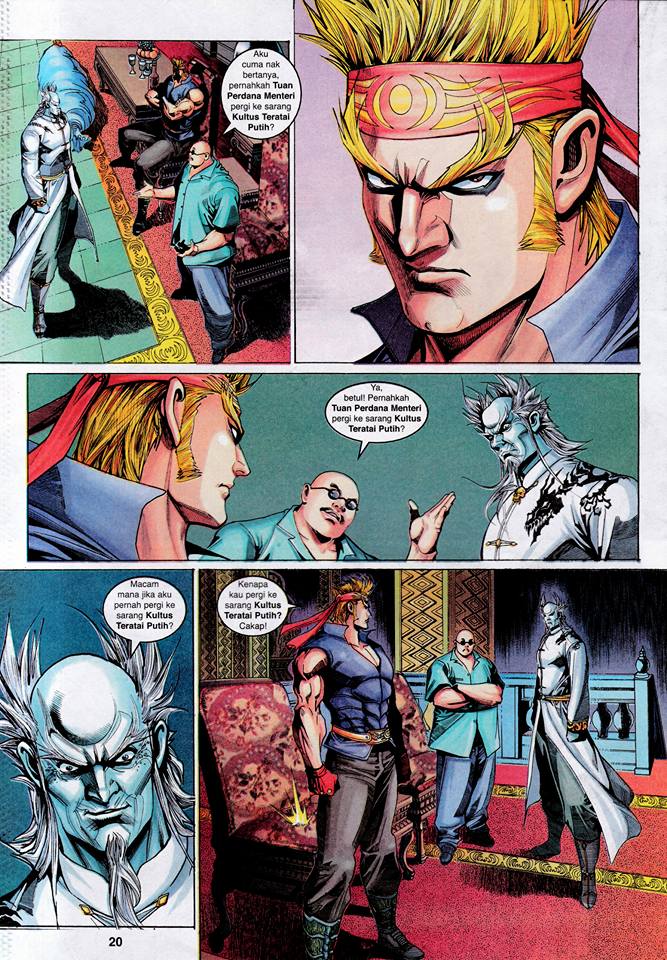 Aku
cuma nak
bertanya,
pernahkah Tuan
Perdana Menteri
pergi ke sarang
Kultus Teratai
Putih?
Ya,
betul! Pernahkah
Tuan Perdana Menteri
pergi ke sarang Kultus
Teratai Putih?
Macam
mana jika aku
pernah pergi ke
sarang Kultus
Teratai Putih?
Kenapa
kau pergi ke
sarang Kultus
Teratai Putih?
Cakap!
20